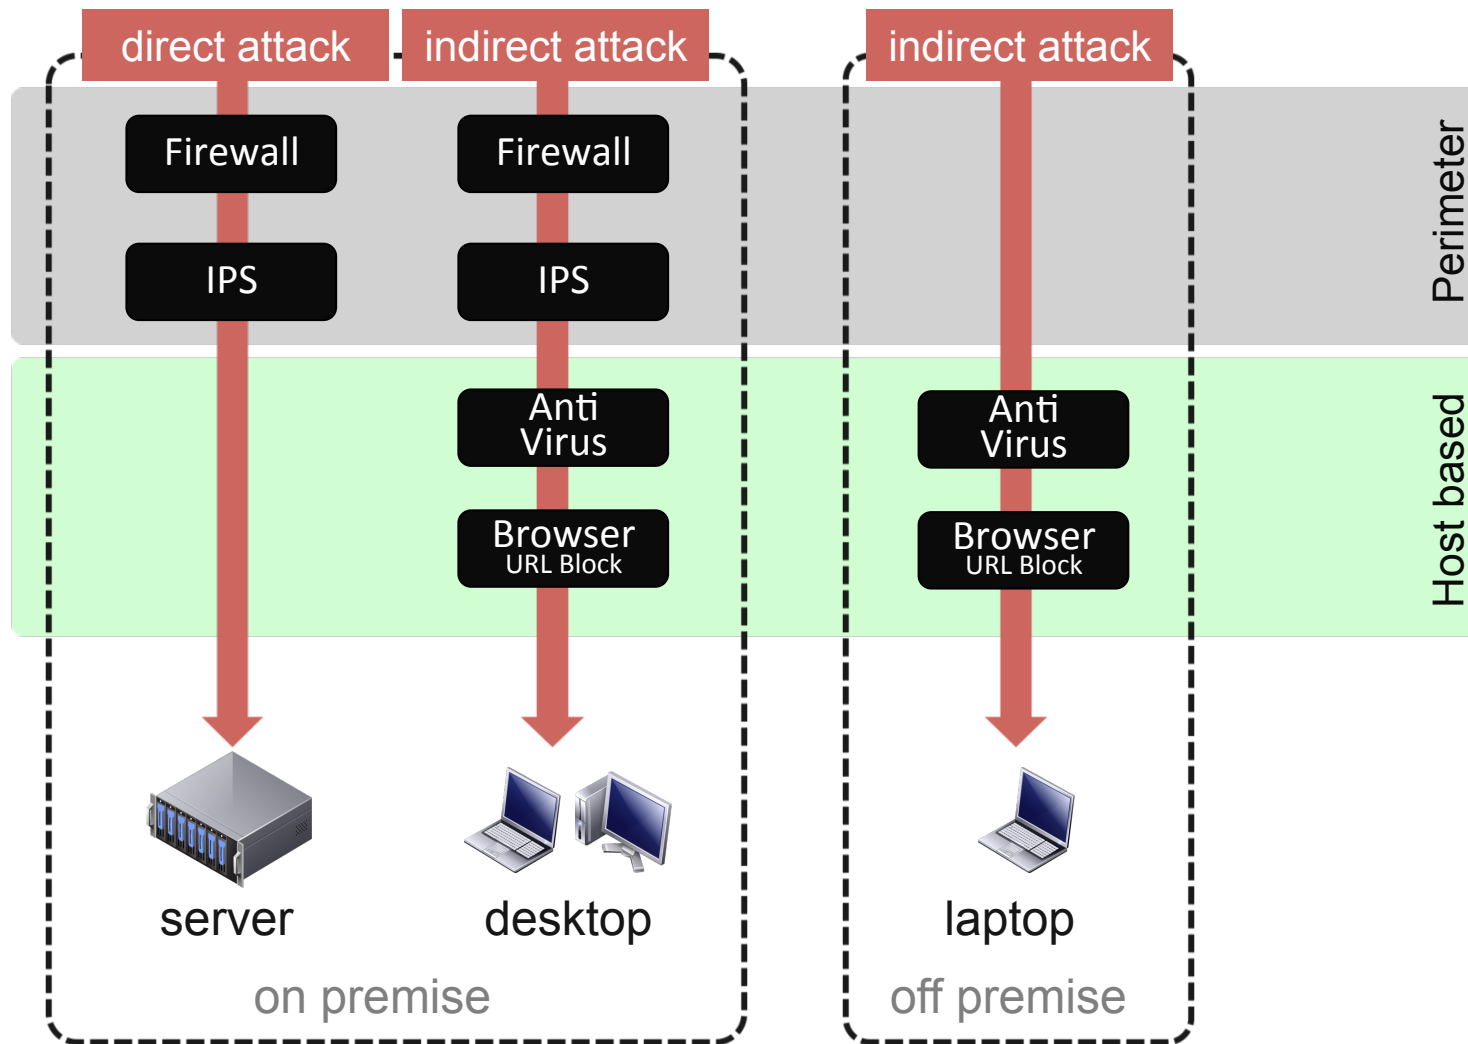 direct attack
indirect attack
indirect attack
Firewall
Firewall
IPS
IPS
Perimeter
Anti
Virus
Anti
Virus
Browser
URL Block
Browser
URL Block
Host based
server
desktop
laptop
on premise
off premise